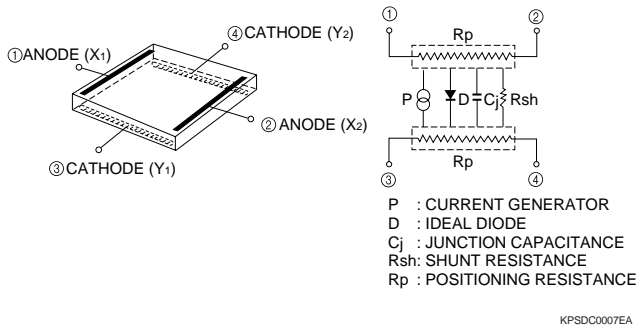 ①ANODE (X1)
④CATHODE (Y2)
② ANODE (X2)
③CATHODE (Y1)
① ②
Rp
P D Cj Rsh
Rp
③ ④
P : CURRENT GENERATOR
D : IDEAL DIODE
Cj : JUNCTION CAPACITANCE
Rsh: SHUNT RESISTANCE
Rp : POSITIONING RESISTANCE
KPSDC0007EA